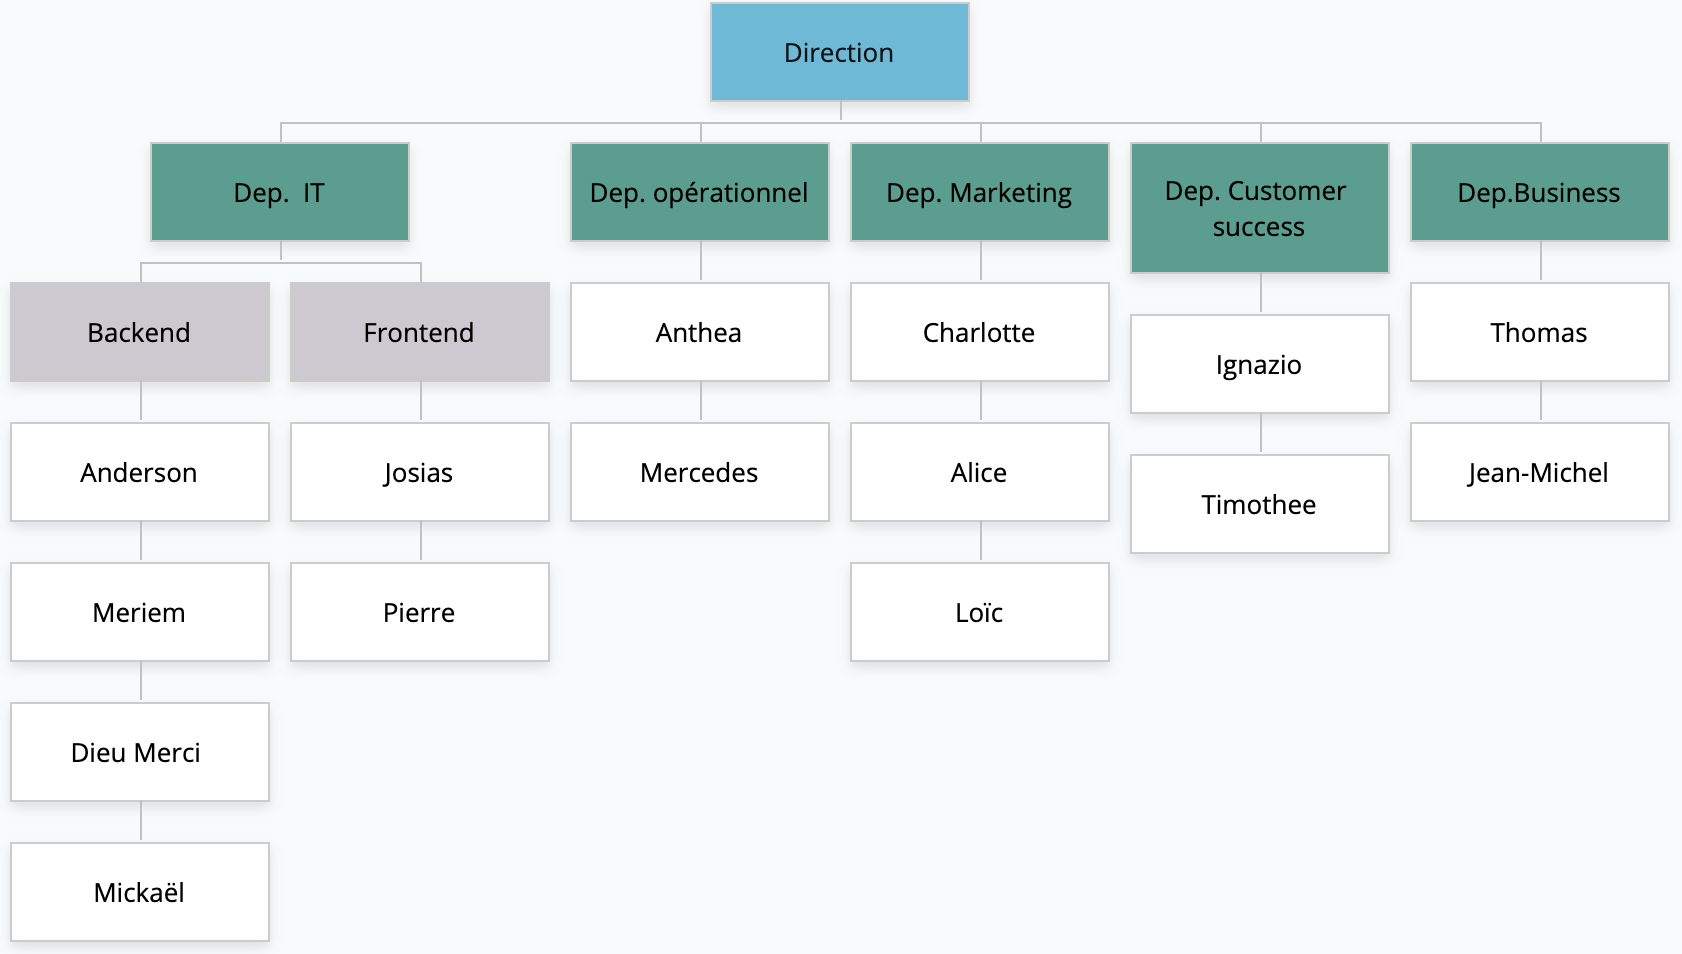 Direction
Dep.  IT
Dep. opérationnel
Dep. Marketing
Dep. Customer
success
Dep.Business
Backend
Frontend
Anthea
Charlotte
Ignazio
Thomas
Anderson
Josias
Mercedes
Alice
Timothee
Jean-Michel
Meriem
Pierre
Loïc
Dieu Merci
Mickaël